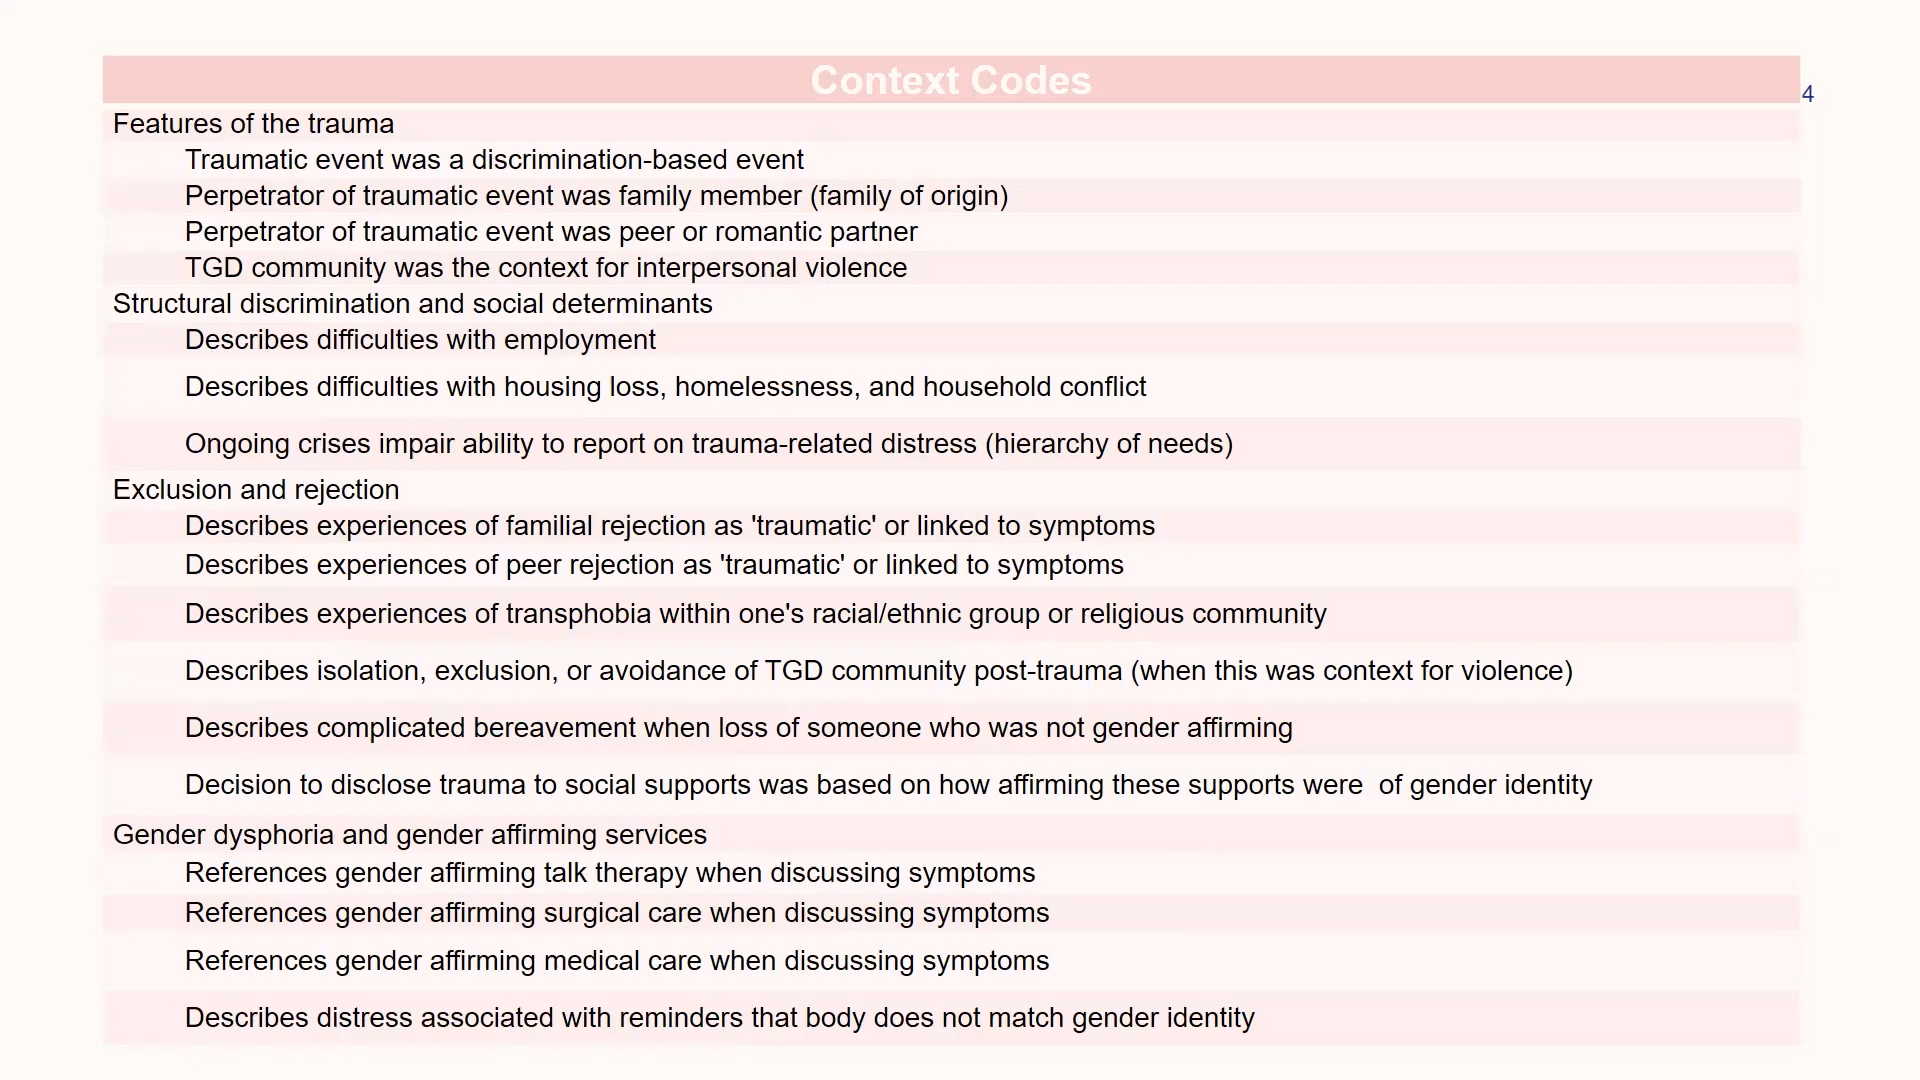 Context Codes
4
Features of the trauma
Traumatic event was a discrimination-based event
Perpetrator of traumatic event was family member (family of origin)
Perpetrator of traumatic event was peer or romantic partner
TGD community was the context for interpersonal violence
Structural discrimination and social determinants
Describes difficulties with employment
Describes difficulties with housing loss, homelessness, and household conflict
Ongoing crises impair ability to report on trauma-related distress (hierarchy of needs)
Exclusion and rejection
Describes experiences of familial rejection as 'traumatic' or linked to symptoms
Describes experiences of peer rejection as 'traumatic' or linked to symptoms
Describes experiences of transphobia within one's racial/ethnic group or religious community
Describes isolation, exclusion, or avoidance of TGD community post-trauma (when this was context for violence)
Describes complicated bereavement when loss of someone who was not gender affirming
Decision to disclose trauma to social supports was based on how affirming these supports were  of gender identity
Gender dysphoria and gender affirming services
References gender affirming talk therapy when discussing symptoms
References gender affirming surgical care when discussing symptoms
References gender affirming medical care when discussing symptoms
Describes distress associated with reminders that body does not match gender identity